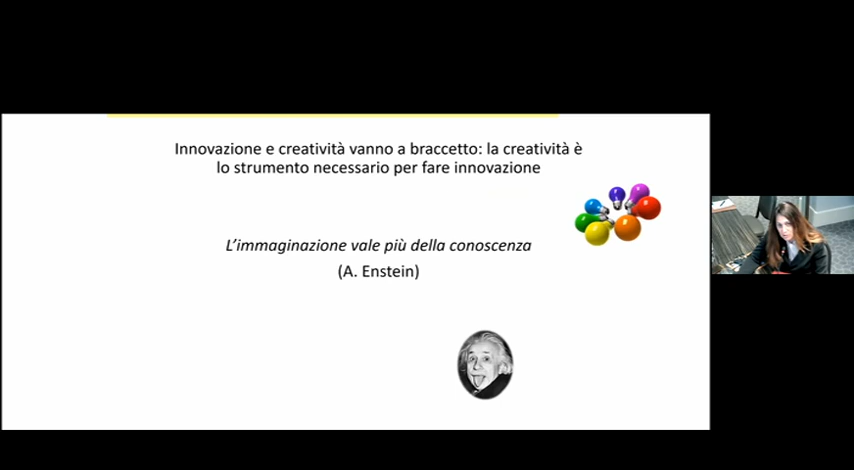 Innovazione e creatività vanno a braccetto: la creatività è
lo strumento necessario per fare innovazione
L’immaginazione vale più della conoscenza
(A. Enstein)